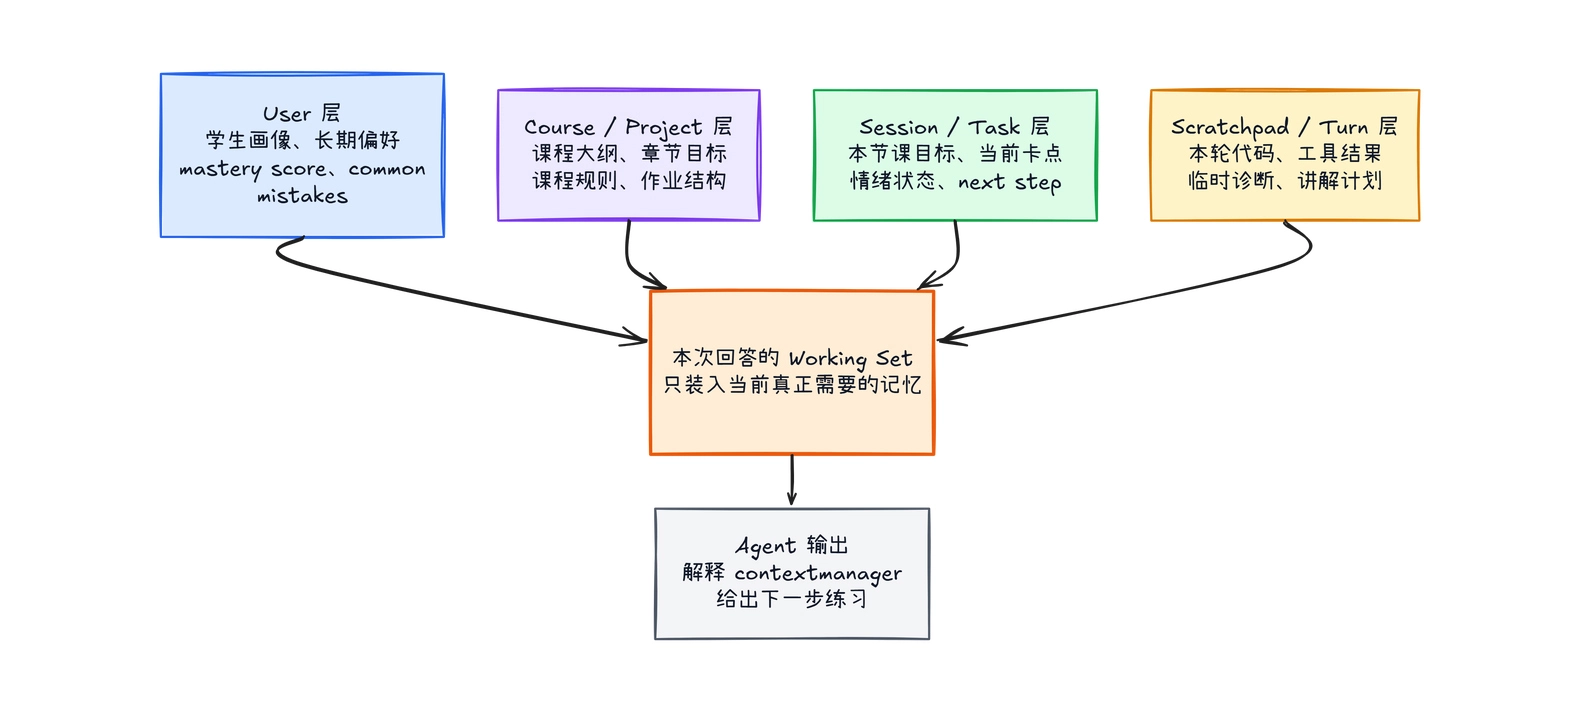 User 层
学生画像、长期偏好
mastery score、common
mistakes
Course / Project 层
课程大纲、章节目标
课程规则、作业结构
Session / Task 层
本节课目标、当前卡点
情绪状态、next step
Scratchpad / Turn 层
本轮代码、工具结果
临时诊断、讲解计划
本次回答的 Working Set
只装入当前真正需要的记忆
Agent 输出
解释 contextmanager
给出下一步练习